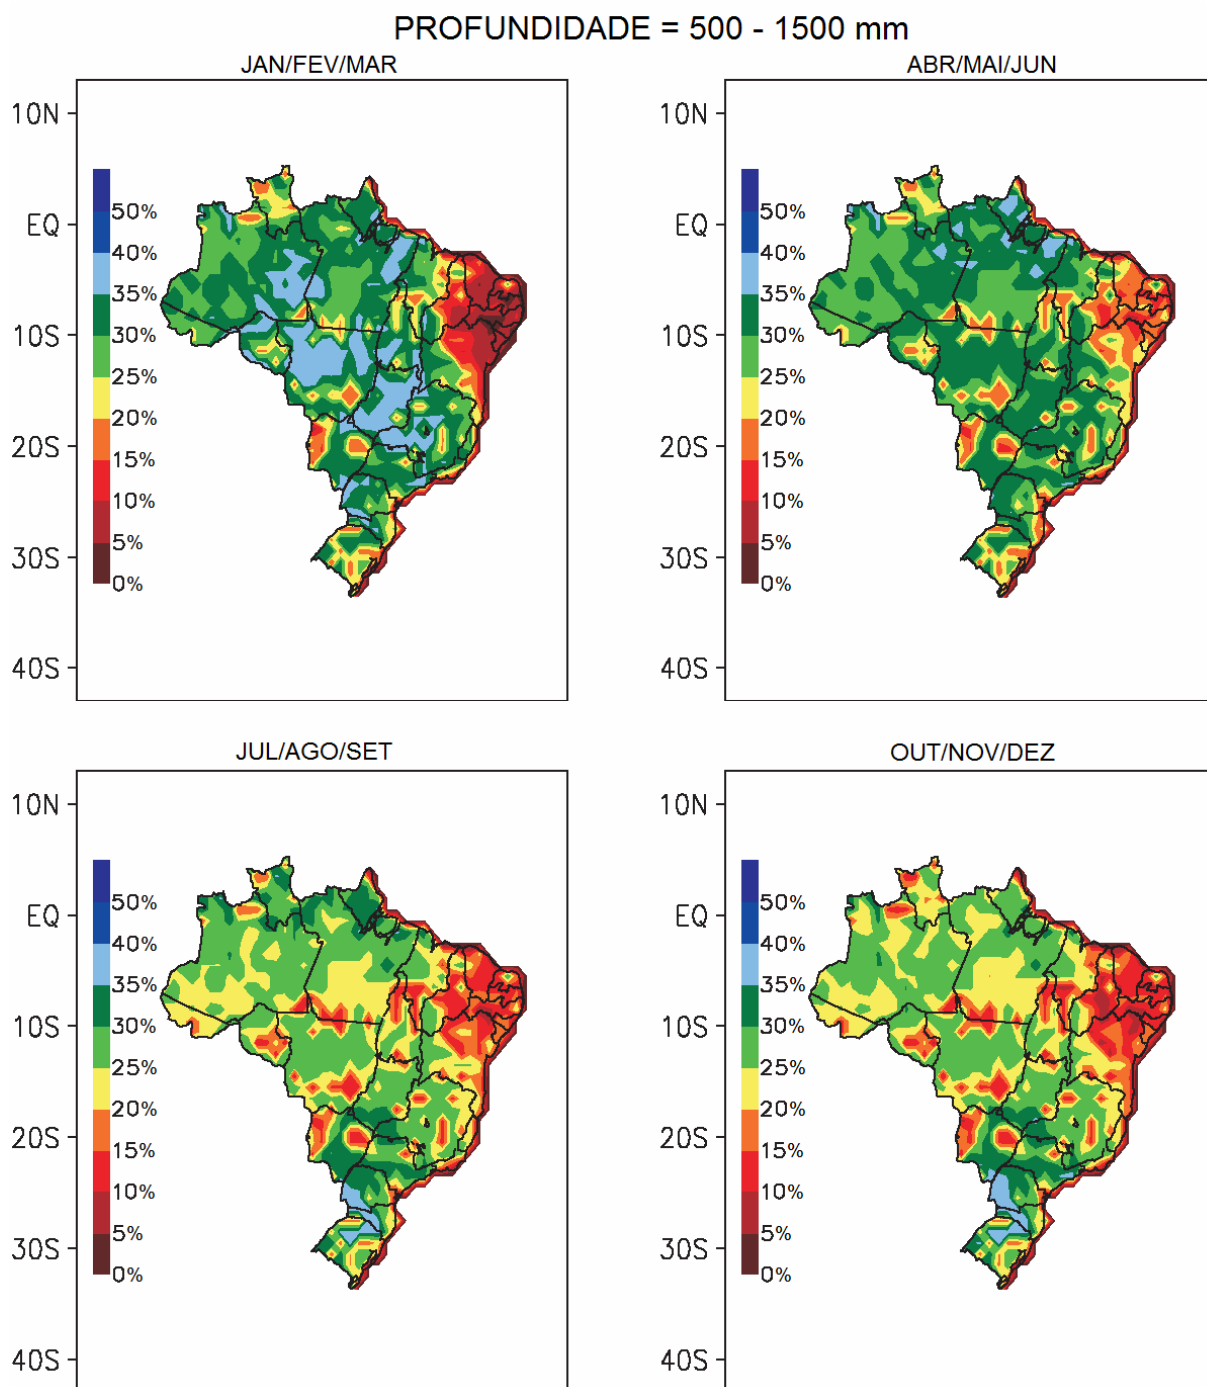 PROFUNDIDADE = 500 - 1500 mm
JAN/FEV/MAR
10N
EQ
10S
20S
30S
40S
50%
40%
35%
30%
25%
20%
15%
10%
5%
0%
ABR/MAI/JUN
10N
EQ
10S
20S
30S
40S
50%
40%
35%
30%
25%
20%
15%
10%
5%
0%
JUL/AGO/SET
10N
EQ
10S
20S
30S
40S
50%
40%
35%
30%
25%
20%
15%
10%
5%
0%
OUT/NOV/DEZ
10N
EQ
10S
20S
30S
40S
50%
40%
35%
30%
25%
20%
15%
10%
5%
0%